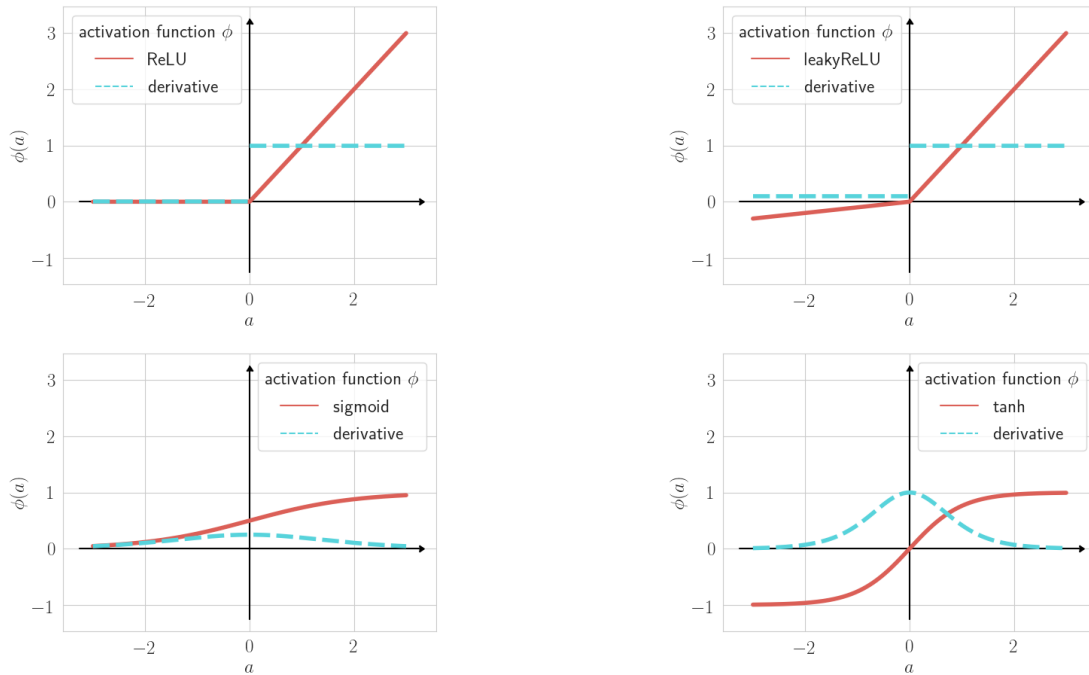 activation function ϕ
ReLU
derivative
3
2
1
0
−1
ϕ(a)
−2
0
2
a
activation function ϕ
leakyReLU
derivative
3
2
1
0
−1
ϕ(a)
−2
0
2
a
activation function ϕ
sigmoid
derivative
3
2
1
0
−1
ϕ(a)
−2
0
2
a
activation function ϕ
tanh
derivative
3
2
1
0
−1
ϕ(a)
−2
0
2
a